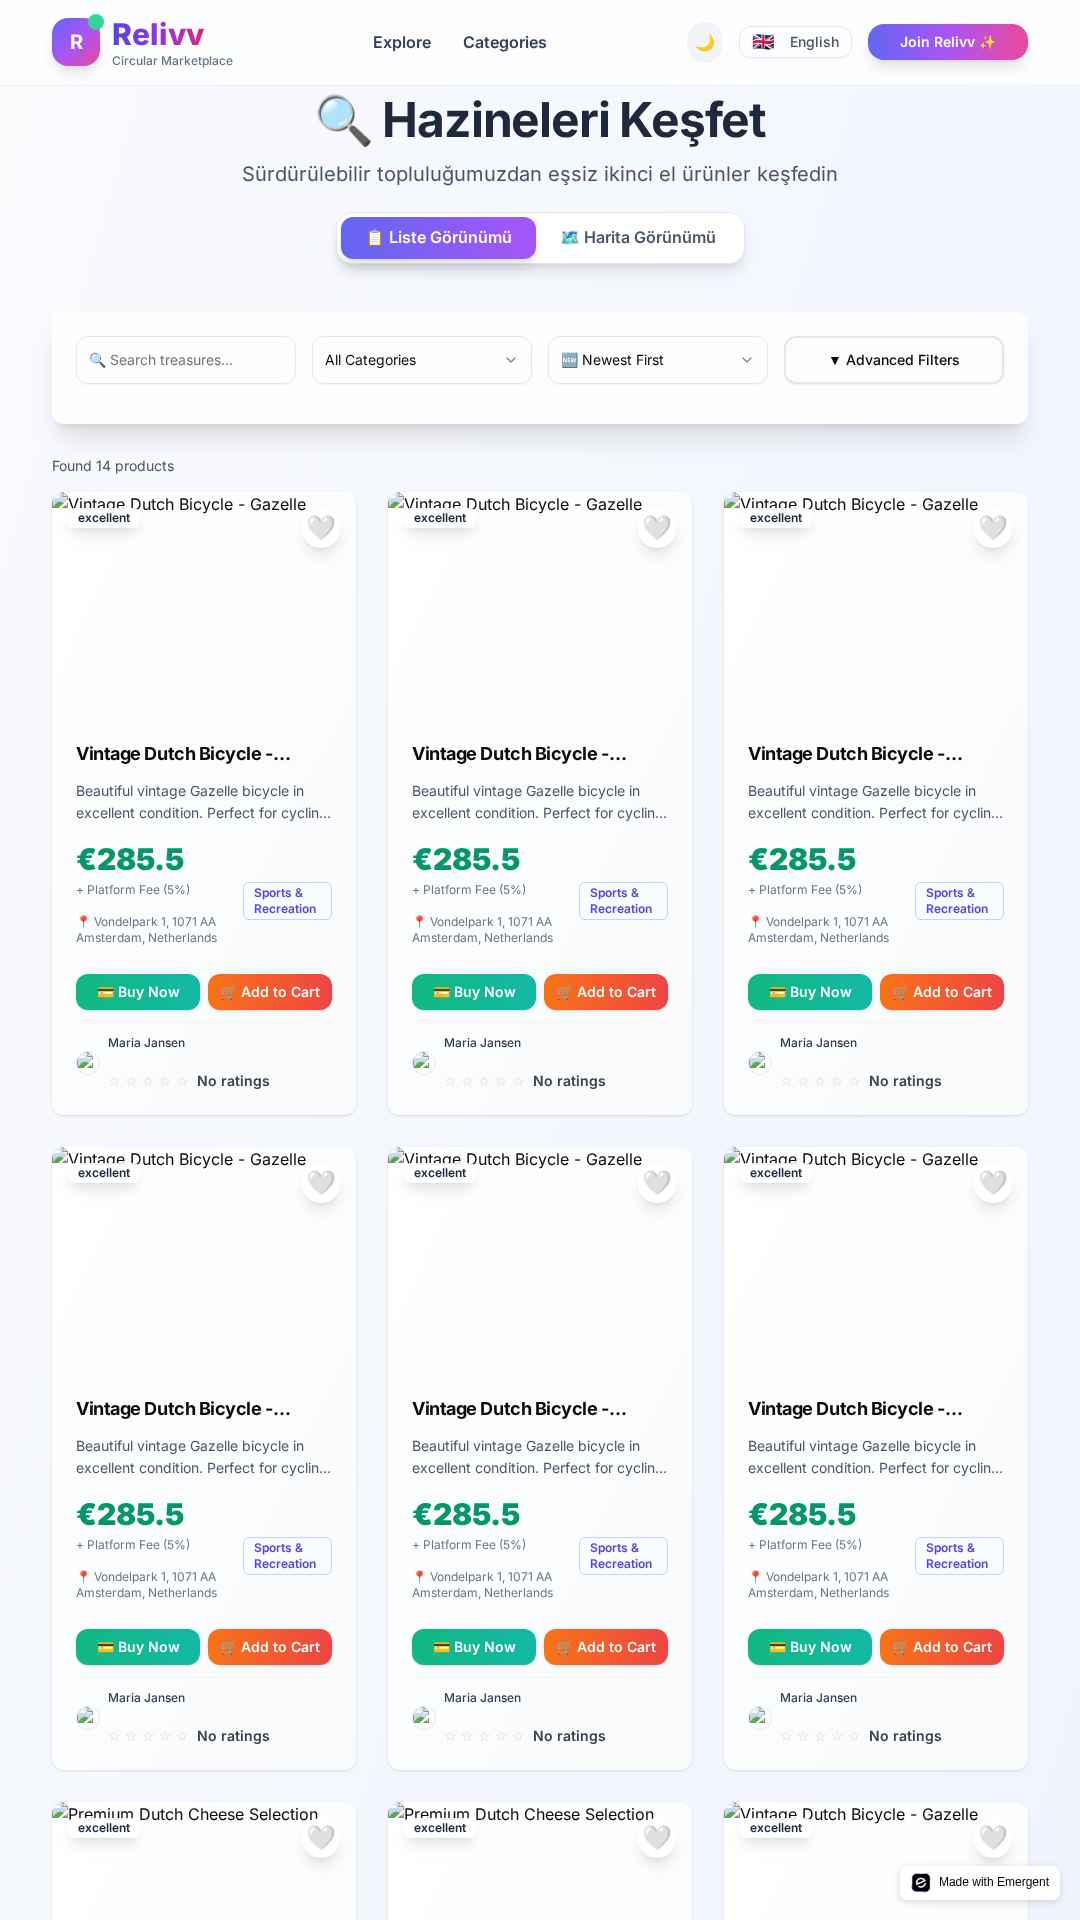 R
Relivv
Circular Marketplace
Explore
Categories
🌙
🇬🇧 English
Join Relivv ✨
🔍 Hazineleri Keşfet
Sürdürülebilir topluluğumuzdan eşsiz ikinci el ürünler keşfedin
📋 Liste Görünümü
🗺️ Harita Görünümü
🔍 Search treasures...
All Categories
🆕 Newest First
▼ Advanced Filters
Found 14 products
Vintage Dutch Bicycle - Gazelle
excellent
Vintage Dutch Bicycle -...
Beautiful vintage Gazelle bicycle in
excellent condition. Perfect for cyclin...
€285.5
+ Platform Fee (5%)
📍 Vondelpark 1, 1071 AA
Amsterdam, Netherlands
Sports &
Recreation
💳 Buy Now
🛒 Add to Cart
Maria Jansen
☆ ☆ ☆ ☆ ☆ No ratings
Vintage Dutch Bicycle - Gazelle
excellent
Vintage Dutch Bicycle -...
Beautiful vintage Gazelle bicycle in
excellent condition. Perfect for cyclin...
€285.5
+ Platform Fee (5%)
📍 Vondelpark 1, 1071 AA
Amsterdam, Netherlands
Sports &
Recreation
💳 Buy Now
🛒 Add to Cart
Maria Jansen
☆ ☆ ☆ ☆ ☆ No ratings
Vintage Dutch Bicycle - Gazelle
excellent
Vintage Dutch Bicycle -...
Beautiful vintage Gazelle bicycle in
excellent condition. Perfect for cyclin...
€285.5
+ Platform Fee (5%)
📍 Vondelpark 1, 1071 AA
Amsterdam, Netherlands
Sports &
Recreation
💳 Buy Now
🛒 Add to Cart
Maria Jansen
☆ ☆ ☆ ☆ ☆ No ratings
Vintage Dutch Bicycle - Gazelle
excellent
Vintage Dutch Bicycle -...
Beautiful vintage Gazelle bicycle in
excellent condition. Perfect for cyclin...
€285.5
+ Platform Fee (5%)
📍 Vondelpark 1, 1071 AA
Amsterdam, Netherlands
Sports &
Recreation
💳 Buy Now
🛒 Add to Cart
Maria Jansen
☆ ☆ ☆ ☆ ☆ No ratings
Vintage Dutch Bicycle - Gazelle
excellent
Vintage Dutch Bicycle -...
Beautiful vintage Gazelle bicycle in
excellent condition. Perfect for cyclin...
€285.5
+ Platform Fee (5%)
📍 Vondelpark 1, 1071 AA
Amsterdam, Netherlands
Sports &
Recreation
💳 Buy Now
🛒 Add to Cart
Maria Jansen
☆ ☆ ☆ ☆ ☆ No ratings
Vintage Dutch Bicycle - Gazelle
excellent
Vintage Dutch Bicycle -...
Beautiful vintage Gazelle bicycle in
excellent condition. Perfect for cyclin...
€285.5
+ Platform Fee (5%)
📍 Vondelpark 1, 1071 AA
Amsterdam, Netherlands
Sports &
Recreation
💳 Buy Now
🛒 Add to Cart
Maria Jansen
☆ ☆ ☆ ☆ ☆ No ratings
Premium Dutch Cheese Selection
excellent
Premium Dutch Cheese Selection
excellent
Vintage Dutch Bicycle - Gazelle
excellent
Made with Emergent